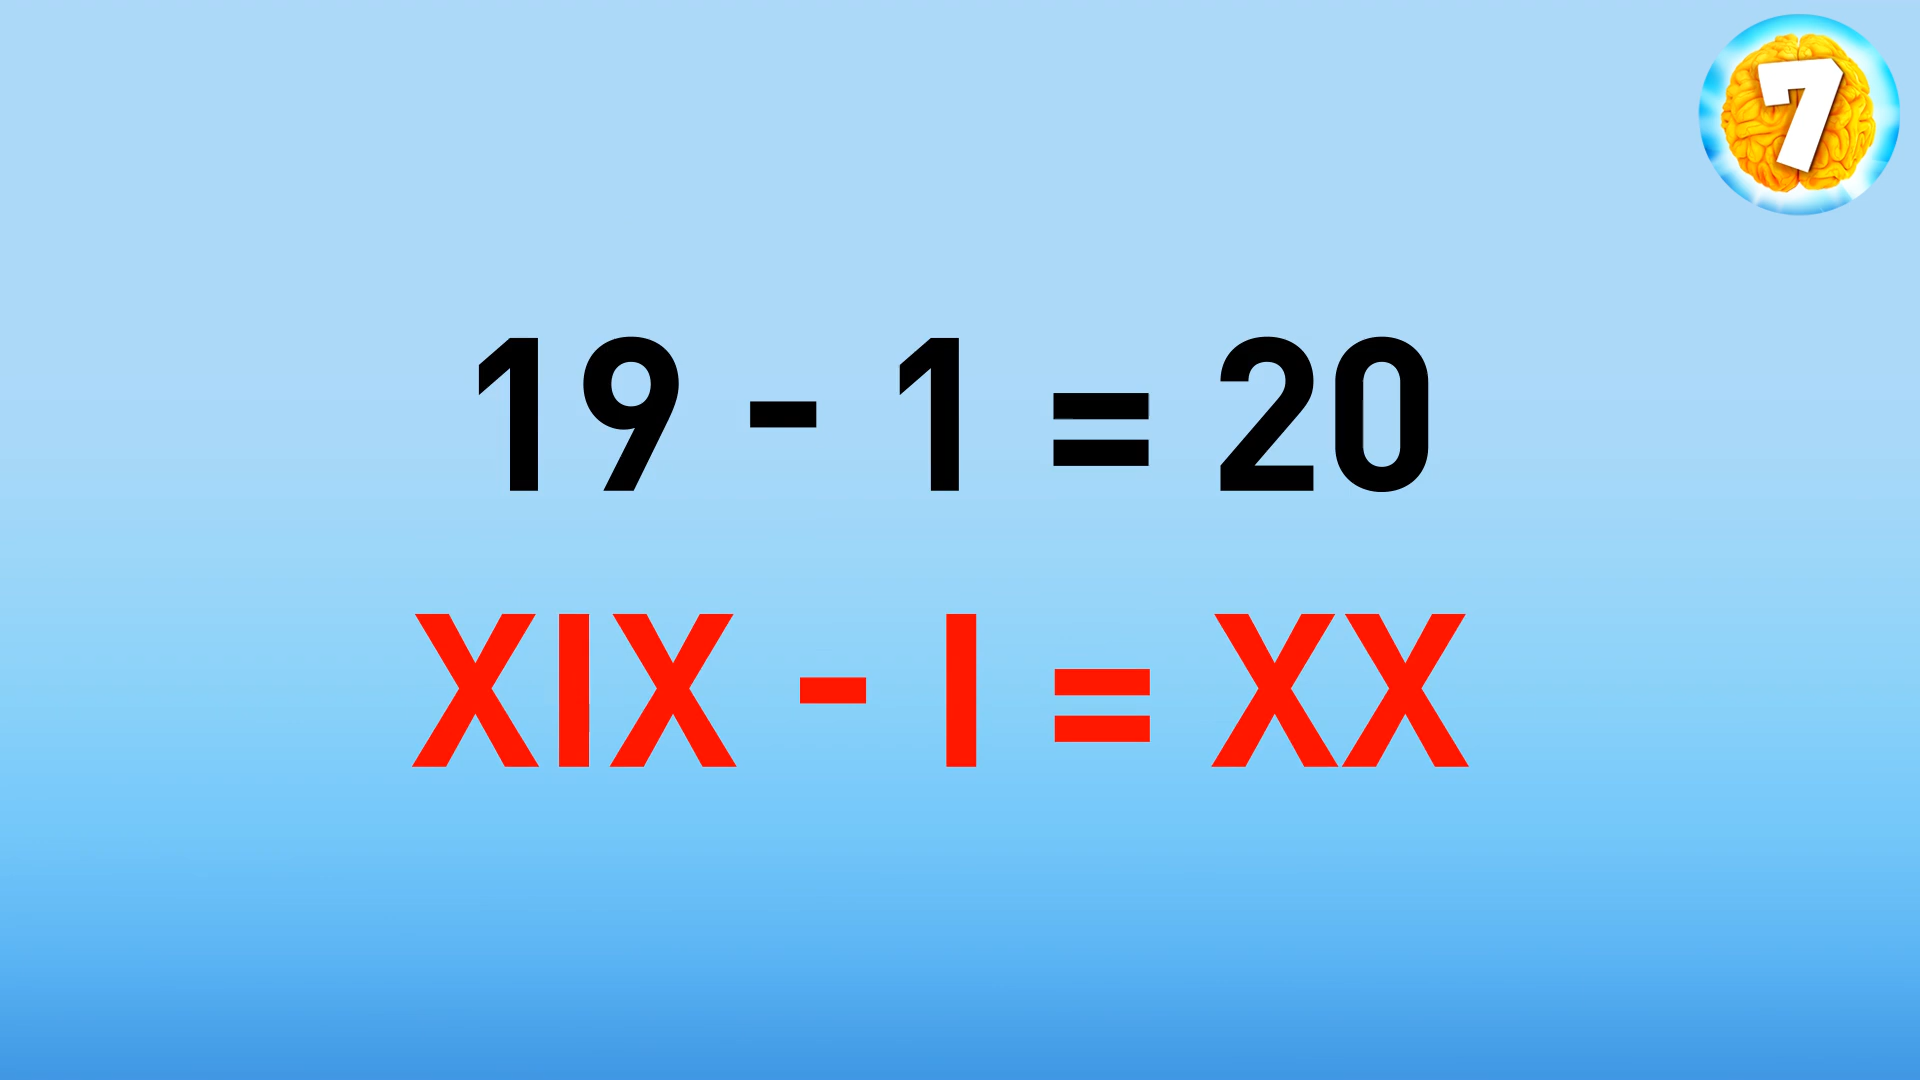 7
19 - 1 = 20
XIX - I = XX